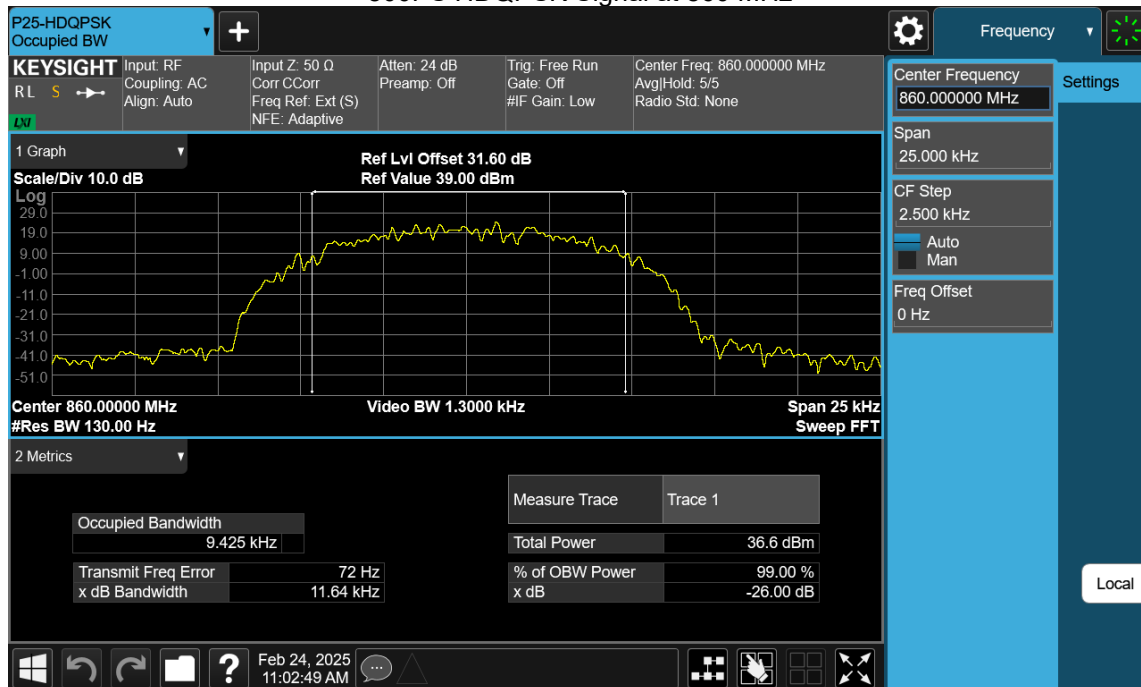 P25-HDQPSK
Occupied BW
+
Frequency
KEYSIGHT
R L S
LXI
Input: RF
Coupling: AC
Align: Auto
Input Z: 50 Ω
Corr CCorr
Freq Ref: Ext (S)
NFE: Adaptive
Atten: 24 dB
Preamp: Off
Trig: Free Run
Gate: Off
#IF Gain: Low
Center Freq: 860.000000 MHz
Avg|Hold: 5/5
Radio Std: None
Center Frequency
860.000000 MHz
Settings
Span
25.000 kHz
CF Step
2.500 kHz
Auto
Man
Freq Offset
0 Hz
1 Graph
Scale/Div 10.0 dB
Ref Lvl Offset 31.60 dB
Ref Value 39.00 dBm
Log
29.0
19.0
9.00
-1.00
-11.0
-21.0
-31.0
-41.0
-51.0
Center 860.00000 MHz
#Res BW 130.00 Hz
Video BW 1.3000 kHz
Span 25 kHz
Sweep FFT
2 Metrics
Measure Trace Trace 1
Occupied Bandwidth
9.425 kHz
Total Power 36.6 dBm
Transmit Freq Error 72 Hz
% of OBW Power 99.00 %
x dB Bandwidth 11.64 kHz
x dB -26.00 dB
Local
?
Feb 24, 2025
11:02:49 AM